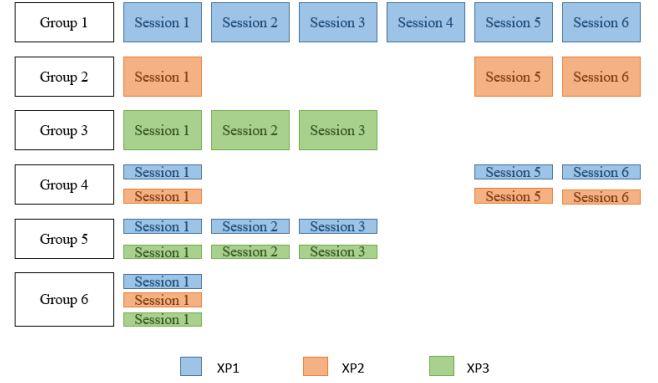 Group 1 Session 1 Session 2 Session 3 Session 4 Session 5 Session 6
Group 2 Session 1 Session 5 Session 6
Group 3 Session 1 Session 2 Session 3
Group 4
Session 1 Session 5 Session 6
Session 1 Session 5 Session 6
Group 5
Session 1 Session 2 Session 3
Session 1 Session 2 Session 3
Group 6
Session 1
Session 1
Session 1
XP1 XP2 XP3